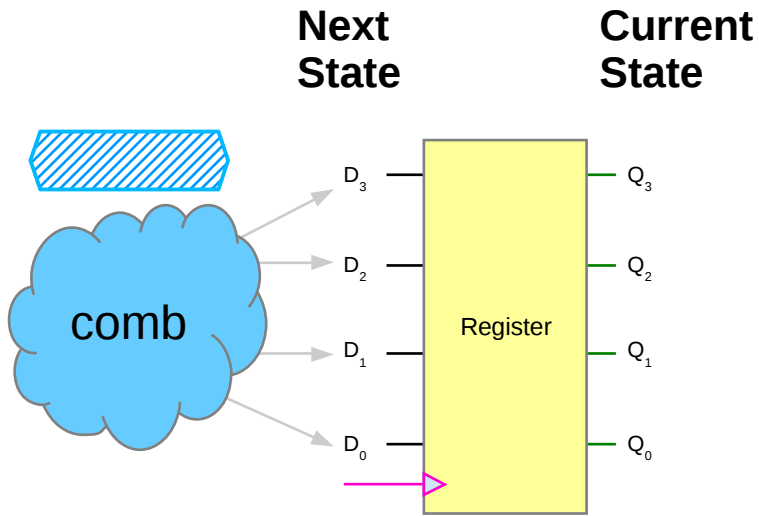 Next
State
Current
State
D3
Q3
D2
Q2
comb
Register
D1
Q1
D0
Q0